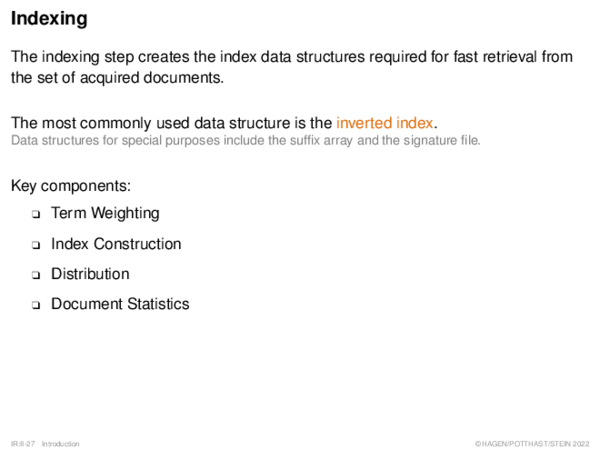 Indexing
The indexing step creates the index data structures required for fast retrieval from
the set of acquired documents.
The most commonly used data structure is the inverted index.
Data structures for special purposes include the suffix array and the signature file.
Key components:
❑ Term Weighting
❑ Index Construction
❑ Distribution
❑ Document Statistics
IR:II-27 Introduction ©HAGEN/POTTHAST/STEIN 2022